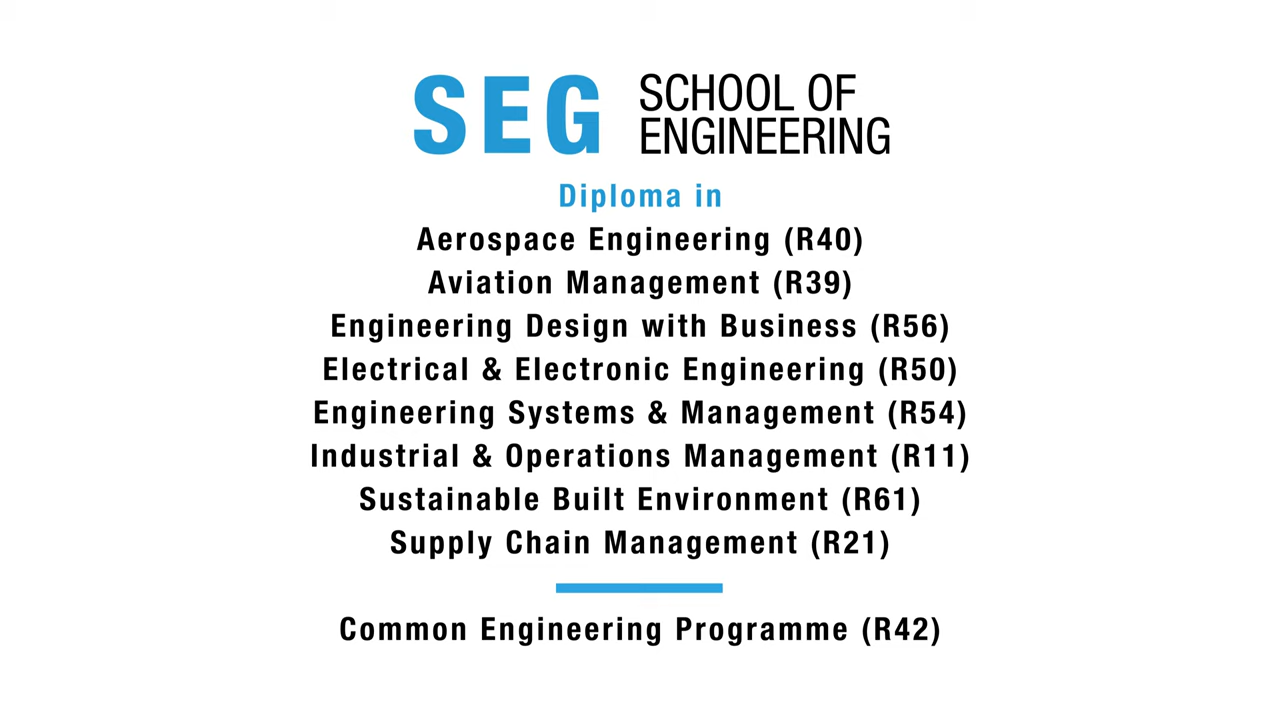 SEG SCHOOL OF
ENGINEERING
Diploma in
Aerospace Engineering (R40)
Aviation Management (R39)
Engineering Design with Business (R56)
Electrical & Electronic Engineering (R50)
Engineering Systems & Management (R54)
Industrial & Operations Management (R11)
Sustainable Built Environment (R61)
Supply Chain Management (R21)
Common Engineering Programme (R42)